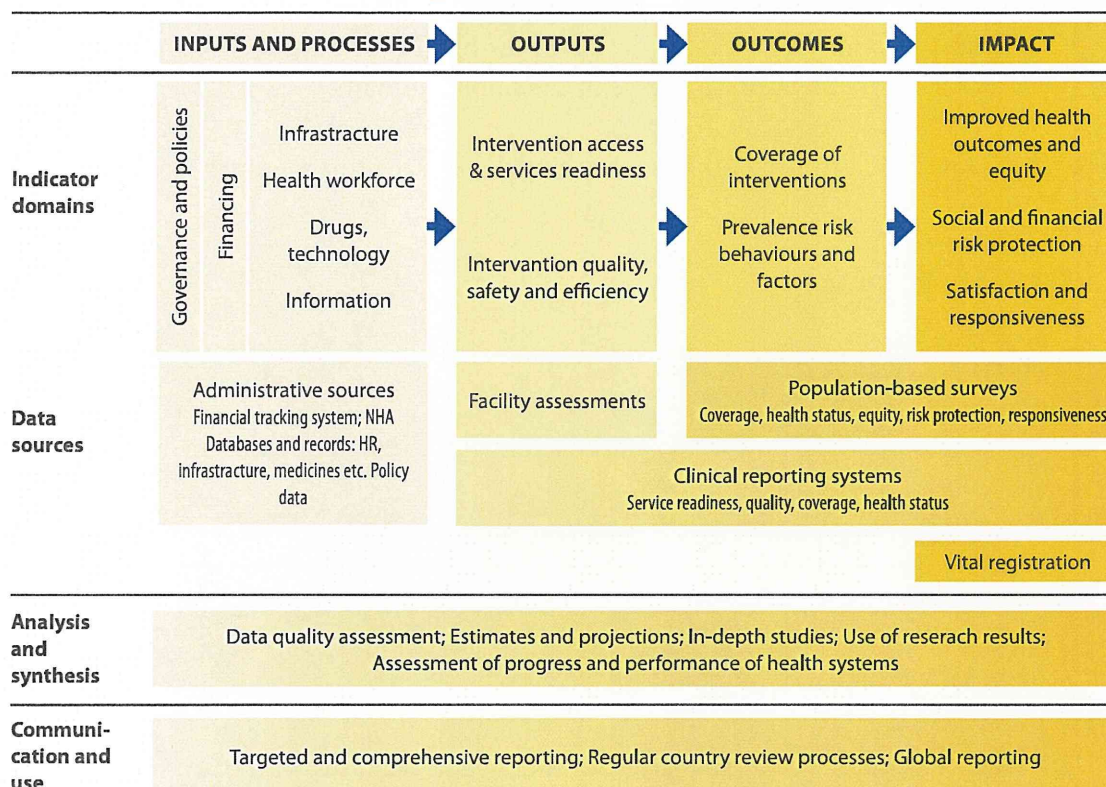 INPUTS AND PROCESSES
OUTPUTS
OUTCOMES
IMPACT
Indicator
domains
Governance and policies
Financing
Infrastracture
Health workforce
Drugs,
technology
Information
Intervention access
& services readiness
Intervantion quality,
safety and efficiency
Coverage of
interventions
Prevalence risk
behaviours and
factors
Improved health
outcomes and
equity
Social and financial
risk protection
Satisfaction and
responsiveness
Data
sources
Administrative sources
Financial tracking system; NHA
Databases and records: HR,
infrastructure, medicines etc. Policy
data
Facility assessments
Population-based surveys
Coverage, health status, equity, risk protection, responsiveness
Clinical reporting systems
Service readiness, quality, coverage, health status
Vital registration
Analysis
and
synthesis
Data quality assessment; Estimates and projections; In-depth studies; Use of reserach results;
Assessment of progress and performance of health systems
Communi-
cation and
use
Targeted and comprehensive reporting; Regular country review processes; Global reporting